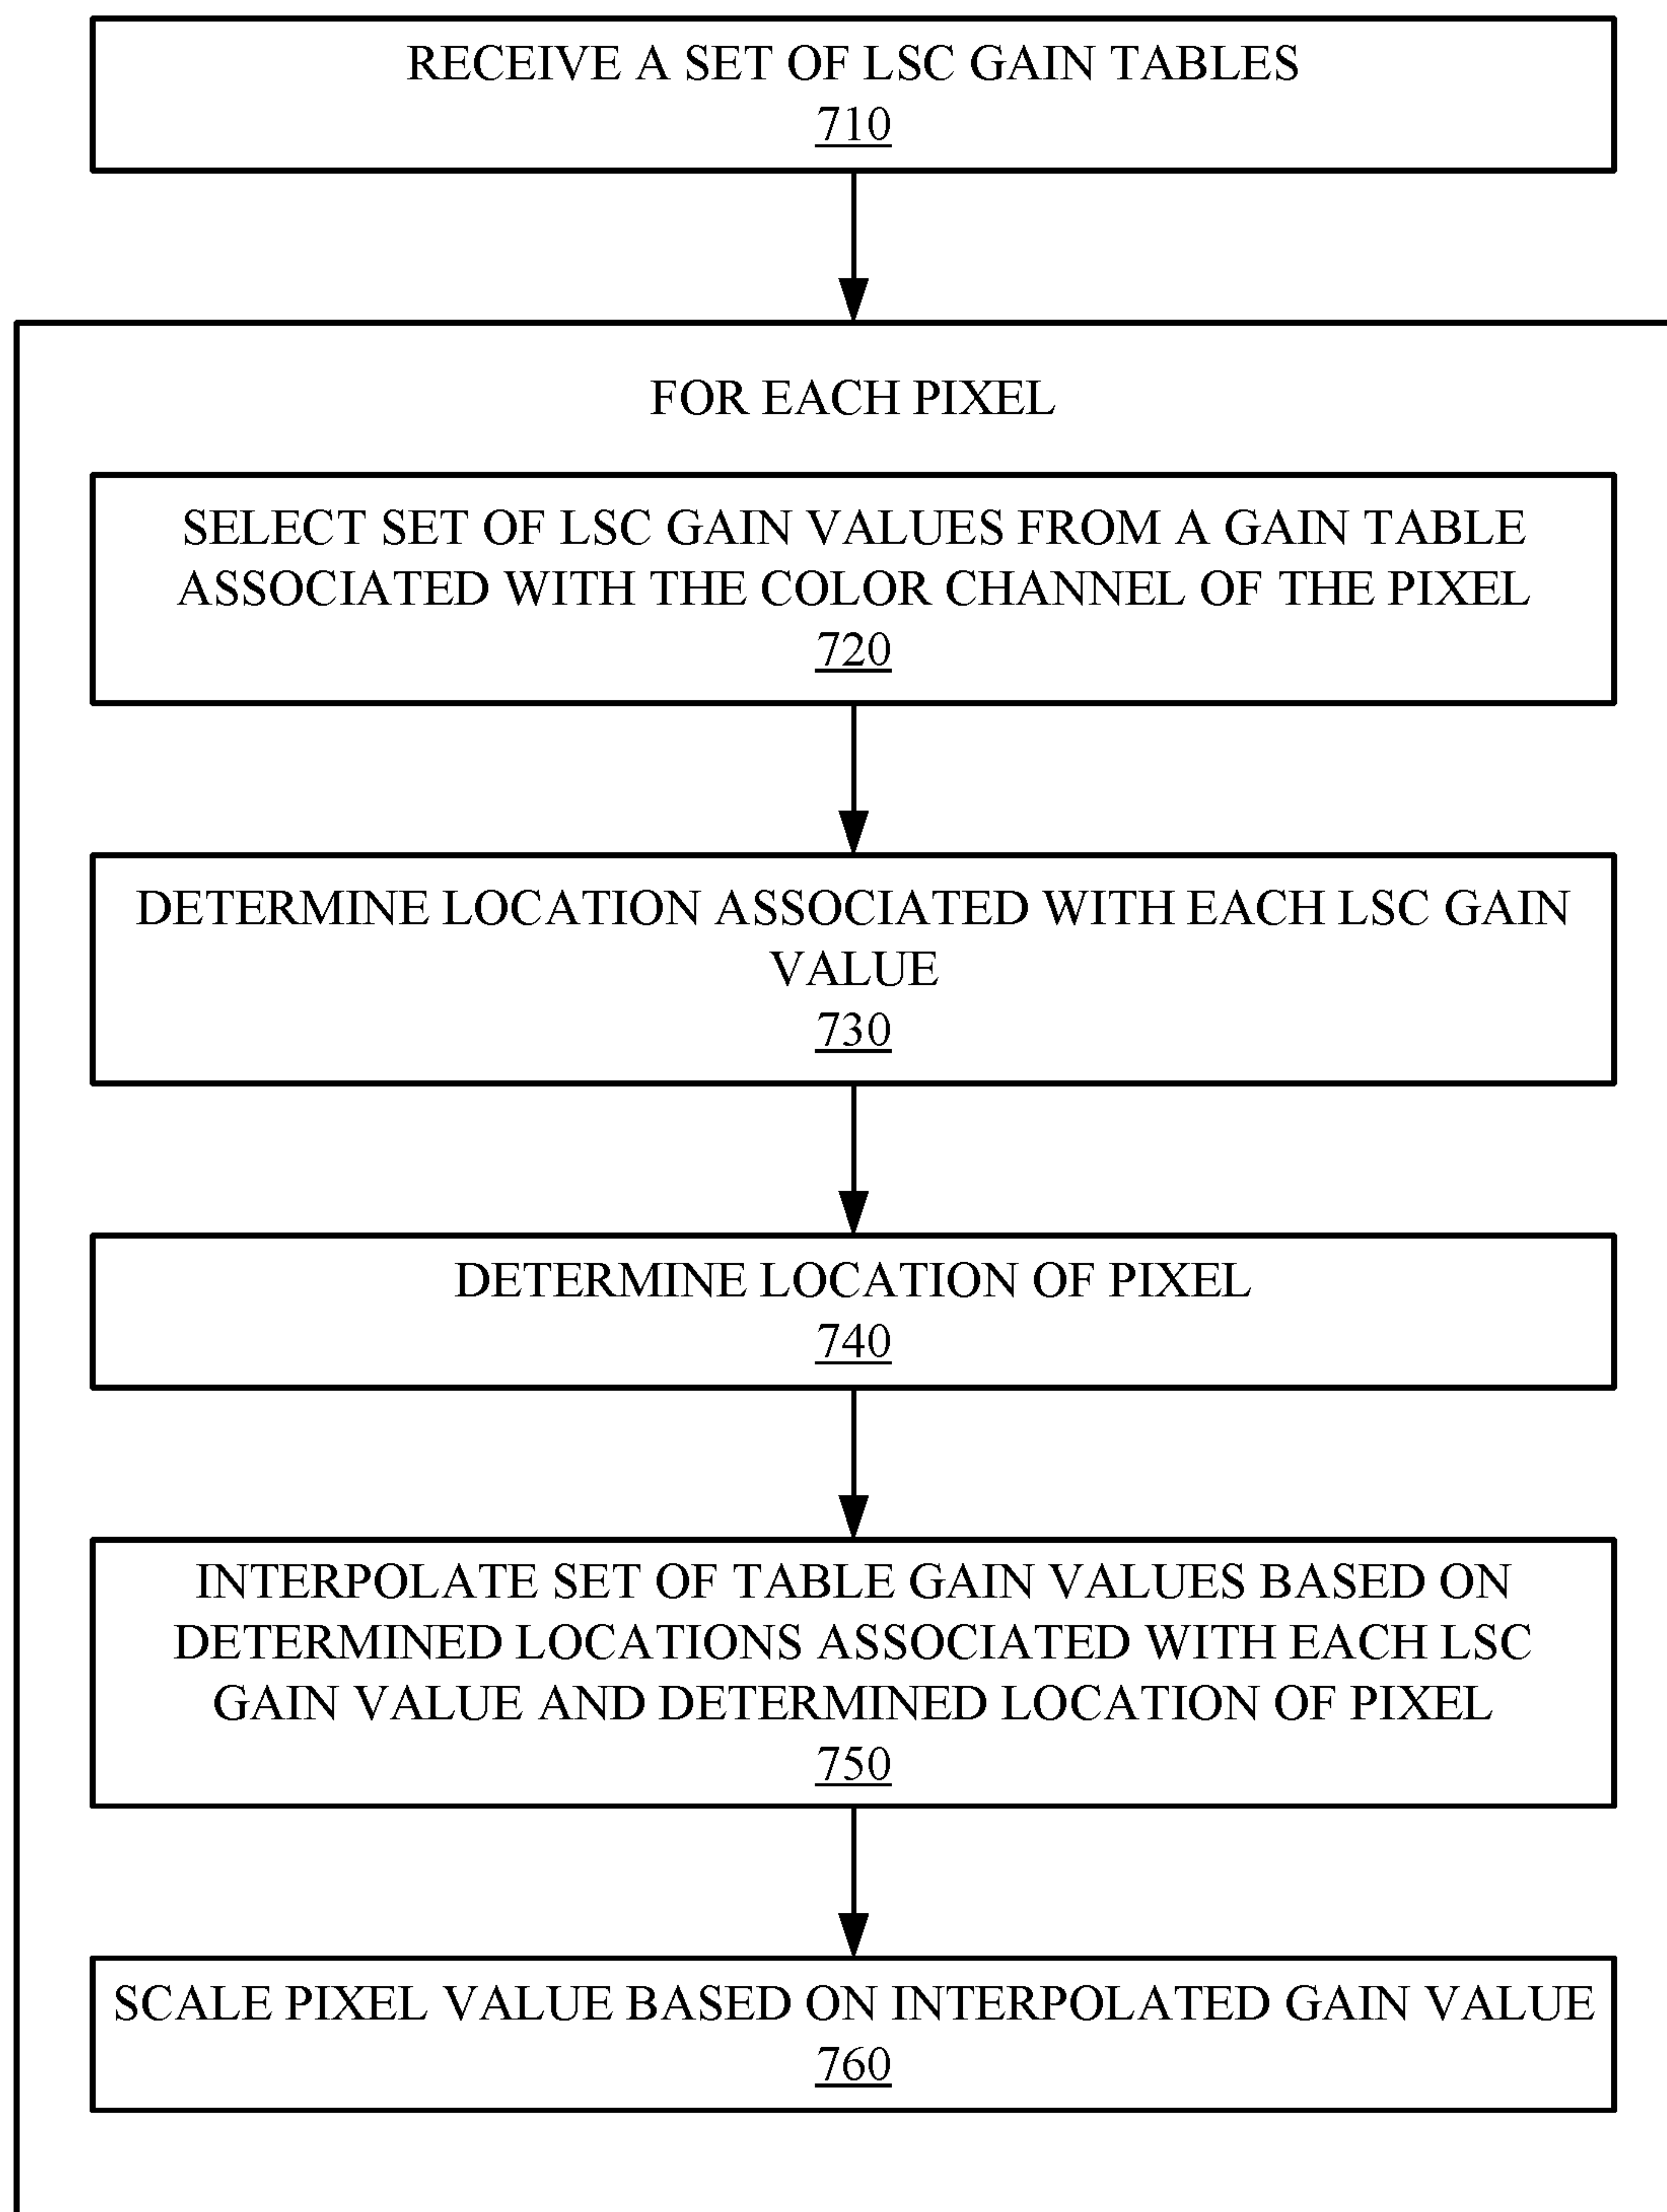 RECEIVE A SET OF LSC GAIN TABLES
710
FOR EACH PIXEL
SELECT SET OF LSC GAIN VALUES FROM A GAIN TABLE
ASSOCIATED WITH THE COLOR CHANNEL OF THE PIXEL
720
DETERMINE LOCATION ASSOCIATED WITH EACH LSC GAIN
VALUE
730
DETERMINE LOCATION OF PIXEL
740
INTERPOLATE SET OF TABLE GAIN VALUES BASED ON
DETERMINED LOCATIONS ASSOCIATED WITH EACH LSC
GAIN VALUE AND DETERMINED LOCATION OF PIXEL
750
SCALE PIXEL VALUE BASED ON INTERPOLATED GAIN VALUE
760